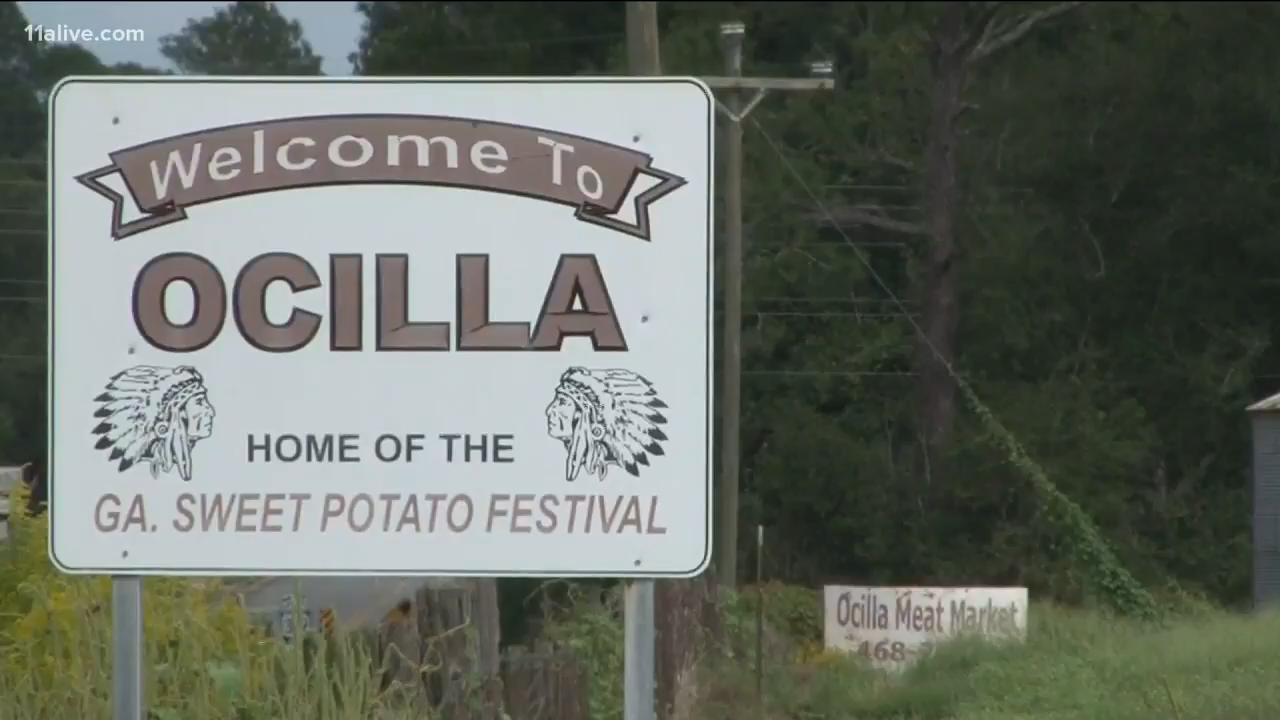 11alive.com
Welcome To
OCILLA
HOME OF THE
GA. SWEET POTATO FESTIVAL
Ocilla Meat Market
468-